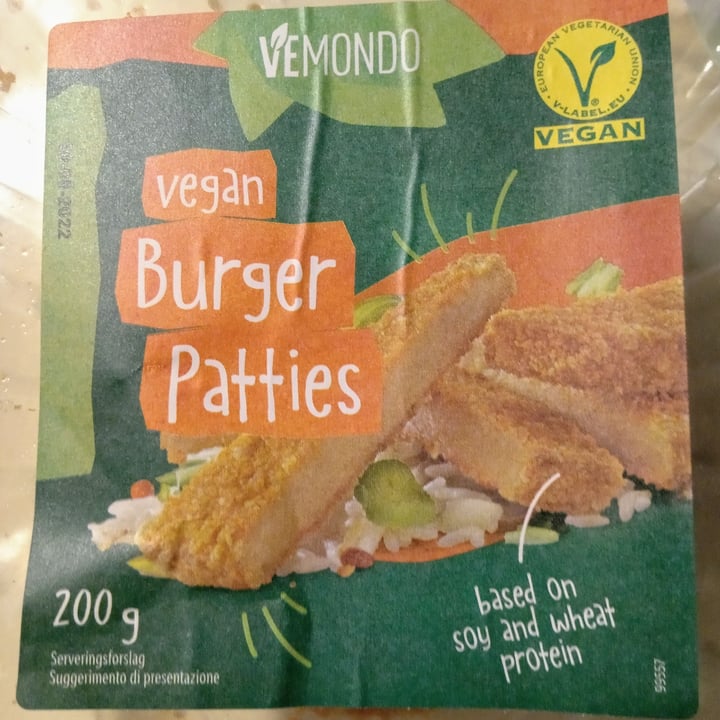 VEMONDO
EUROPEAN VEGETARIAN UNION
V-LABEL.EU
VEGAN
vegan
Burger
Patties
200 g
Serveringsforslag
Suggerimento di presentazione
based on
soy and wheat
protein
99557